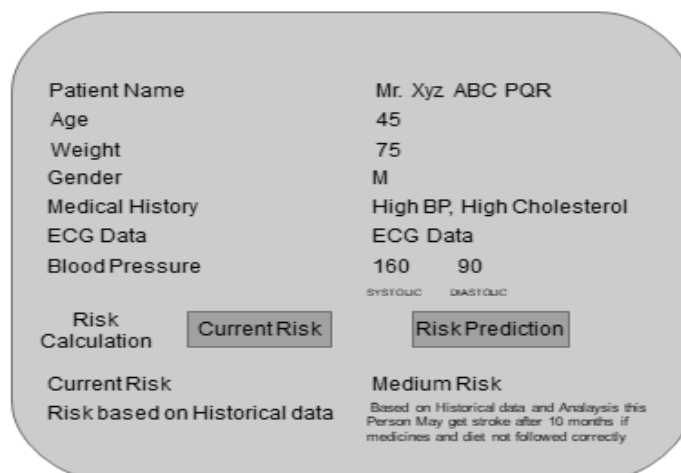 Patient Name Mr. Xyz ABC PQR
Age 45
Weight 75
Gender M
Medical History High BP, High Cholesterol
ECG Data ECG Data
Blood Pressure 160 90
SYSTOLIC DIASTOLIC
Risk
Calculation
Current Risk
Risk Prediction
Current Risk Medium Risk
Risk based on Historical data
Based on Historical data and Analaysis this
Person May get stroke after 10 months if
medicines and diet not followed correctly